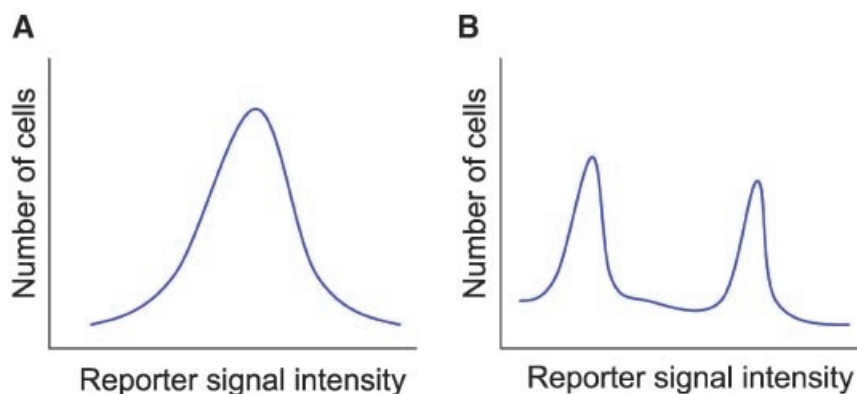 A
Number of cells
Reporter signal intensity
B
Number of cells
Reporter signal intensity